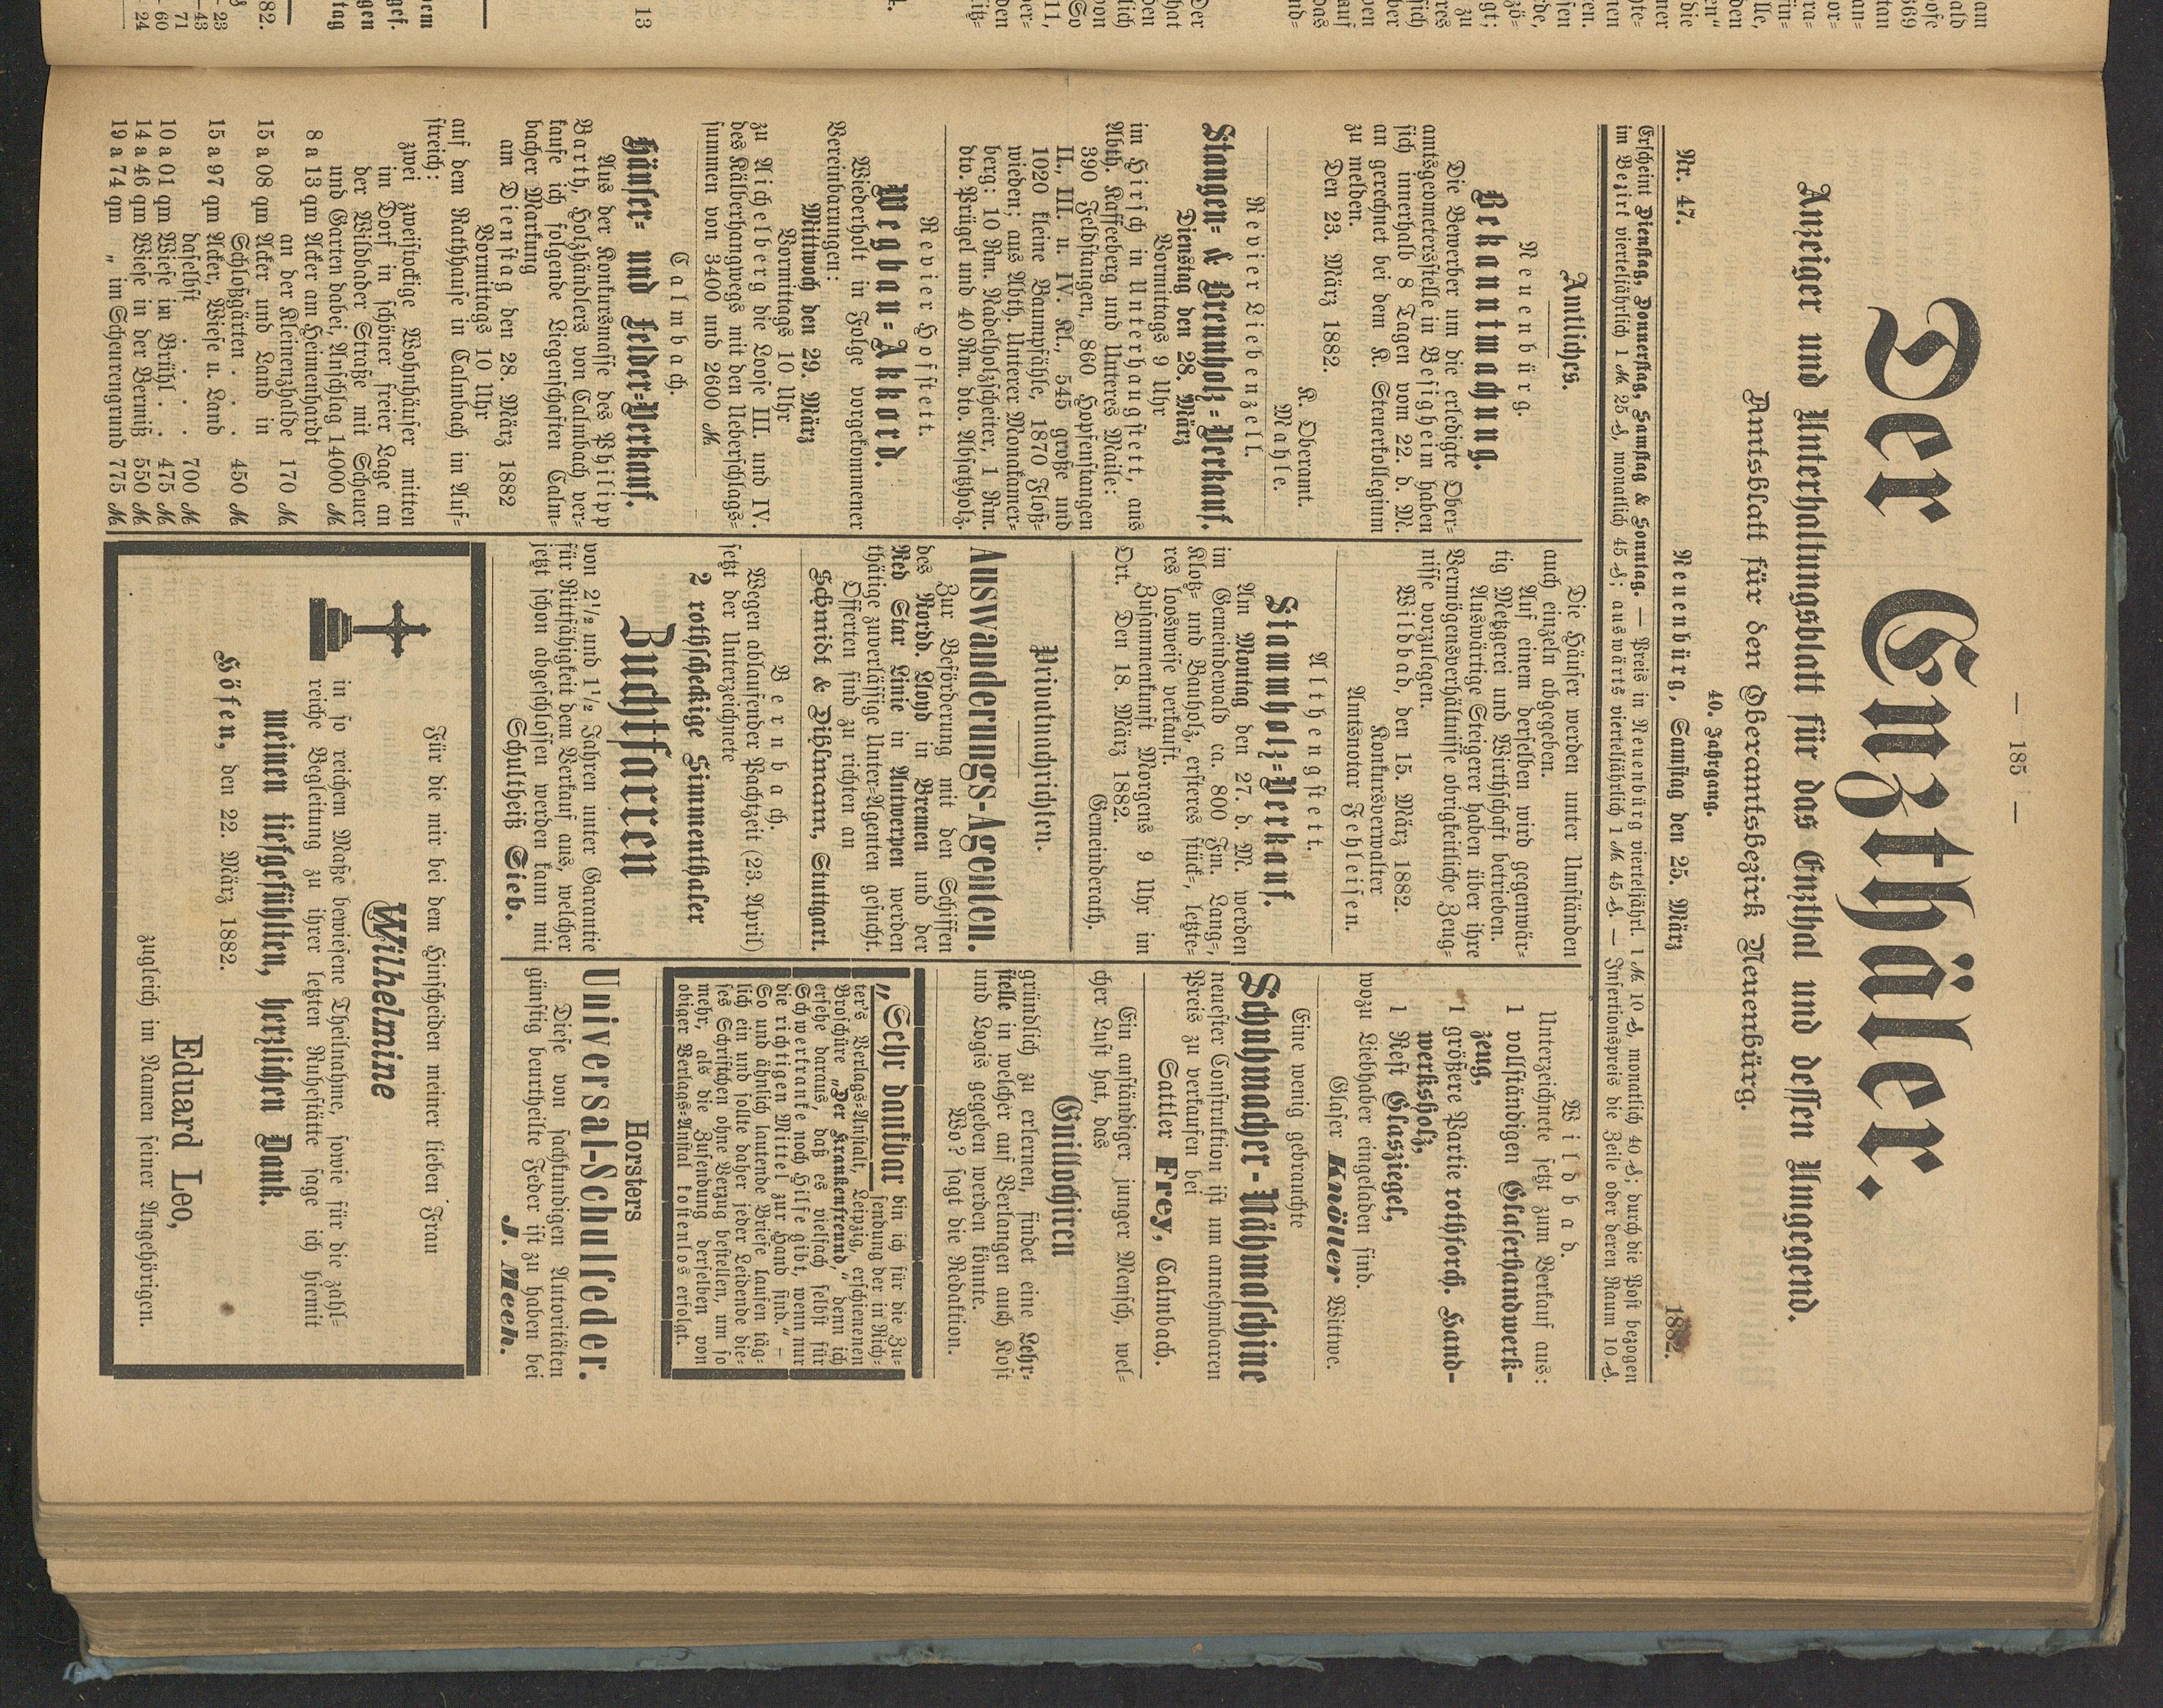 — 185 —
Der Enzthäler.
Anzeiger und Unterhaltungsblatt für das Enzthal und dessen Umgegend.
Amtsblatt für den Oberamtsbezirk Neuenbürg.
40. Jahrgang.
Nr. 47.
Neuenbürg, Samstag den 25. März
1882.
Erscheint Dienstag, Donnerstag, Samstag & Sonntag. — Preis in Neuenbürg vierteljährl. 1 M. 10 ₰, monatlich 40 ₰; durch die Post bezogen
im Bezirk vierteljährlich 1 M. 25 ₰, monatlich 45 ₰; auswärts vierteljährlich 1 M. 45 ₰. — Insertionspreis die Zeile oder deren Raum 10 ₰.
Amtliches.
Neuenbürg.
Bekanntmachung.
Die Bewerber um die erledigte Ober-
amtsgeometersstelle in Besigheim haben
sich innerhalb 8 Tagen vom 22. d. M.
an gerechnet bei dem K. Steuerkollegium
zu melden.
Den 23. März 1882.
K. Oberamt.
Mahle.
Revier Liebenzell.
Stangen- & Brennholz-Verkauf.
Dienstag den 28. März
Vormittags 9 Uhr
im Hirsch in Unterhaugstett, aus
Abth. Kaffeeberg und Unteres Maile:
390 Feldstangen, 860 Hopfenstangen
II., III. u. IV. Kl., 545 große und
1020 kleine Baumpfähle, 1870 Floß-
wieden; aus Abth. Unterer Monakamer-
berg: 10 Rm. Nadelholzscheiter, 1 Rm.
dto. Prügel und 40 Rm. dto. Absatzholz.
Revier Hofstett.
Wegbau-Akkord.
Wiederholt in Folge vorgekommener
Vereinbarungen:
Mittwoch den 29. März
Vormittags 10 Uhr
zu Aichelberg die Loose III. und IV.
des Kälberhangwegs mit den Ueberschlags-
summen von 3400 und 2600 M.
Calmbach.
Häuser- und Felder-Verkauf.
Aus der Konkursmasse des Philipp
Barth, Holzhändlers von Calmbach ver-
kaufe ich folgende Liegenschaften Calm-
bacher Markung
am Dienstag den 28. März 1882
Vormittags 10 Uhr
auf dem Rathhause in Calmbach im Auf-
streich:
zwei zweistockige Wohnhäuser mitten
im Dorf in schöner freier Lage an
der Wildbader Straße mit Scheuer
und Garten dabei, Anschlag 14000 M.
8 a 13 qm Acker am Heimenhardt
an der Kleinenzhalde 170 M.
15 a 08 qm Acker und Land in
Schloßgärten . . . 450 M.
15 a 97 qm Acker, Wiese u. Land
daselbst . . . . 700 M.
10 a 01 qm Wiese im Brühl . . 475 M.
14 a 46 qm Wiese in der Bermiß 550 M.
19 a 74 qm „ im Scheurengrund 775 M.
Die Häuser werden unter Umständen
auch einzeln abgegeben.
Auf einem derselben wird gegenwär-
tig Metzgerei und Wirthschaft betrieben.
Auswärtige Steigerer haben über ihre
Vermögensverhältnisse obrigkeitliche Zeug-
nisse vorzulegen.
Wildbad, den 15. März 1882.
Konkursverwalter
Amtsnotar Fehleisen.
Althengstett.
Stammholz-Verkauf.
Am Montag den 27. d. M. werden
im Gemeindewald ca. 800 Fm. Lang-,
Klotz- und Bauholz, ersteres stück-, letzte-
res looswe­ise verkauft.
Zusammenkunft Morgens 9 Uhr im
Ort. Den 18. März 1882.
Gemeinderath.
Privatnachrichten.
Auswanderungs-Agenten.
Zur Beförderung mit den Schiffen
des Nordd. Lloyd in Bremen und der
Red Star Linie in Antwerpen werden
thätige zuverlässige Unter-Agenten gesucht.
Offerten sind zu richten an
Schmidt & Dihlmann, Stuttgart.
Bernbach.
Wegen ablaufender Pachtzeit (23. April)
setzt der Unterzeichnete
2 rothscheckige Simmenthaler
Zuchtfarren
von 2½ und 1½ Jahren unter Garantie
für Rittfähigkeit dem Verkauf aus, welcher
jetzt schon abgeschlossen werden kann mit
Schultheiß Sieb.
Wildbad.
Unterzeichnete setzt zum Verkauf aus:
1 vollständigen Glaserhandwerk-
zeug,
1 größere Partie rothforch. Hand-
werksholz,
1 Rest Glasziegel,
wozu Liebhaber eingeladen sind.
Glaser Knöller Wittwe.
Eine wenig gebrauchte
Schuhmacher-Nähmaschine
neuester Construktion ist um annehmbaren
Preis zu verkaufen bei
Sattler Frey, Calmbach.
Ein anständiger junger Mensch, wel-
cher Lust hat, das
Guillochiren
gründlich zu erlernen, findet eine Lehr-
stelle in welcher auf Verlangen auch Kost
und Logis gegeben werden könnte.
Wo? sagt die Redaktion.
„Sehr dankbar bin ich für die Zu-
sendung der in Rich-
ter's Verlags-Anstalt, Leipzig, erschienenen
Broschüre „Der Krankenfreund,“ denn ich
ersehe daraus, daß es vielfach selbst für
Schwerkranke noch Hilfe gibt, wenn nur
die richtigen Mittel zur Hand sind.“ —
So und ähnlich lautende Briefe laufen täg-
lich ein und sollte daher jeder Leidende die-
ses Schriftchen ohne Verzug bestellen, um so
mehr, als die Zusendung derselben von
obiger Verlags-Anstalt kostenlos erfolgt.
Horsters
Universal-Schulfeder.
Diese von sachkundigen Autoritäten
günstig beurtheilte Feder ist zu haben bei
J. Meeh.
Für die mir bei dem Hinscheiden meiner lieben Frau
Wilhelmine
in so reichem Maße bewiesene Theilnahme, sowie für die zahl-
reiche Begleitung zu ihrer letzten Ruhestätte sage ich hiemit
meinen tiefgefühlten, herzlichen Dank.
Höfen, den 22. März 1882.
Eduard Leo,
zugleich im Namen seiner Angehörigen.